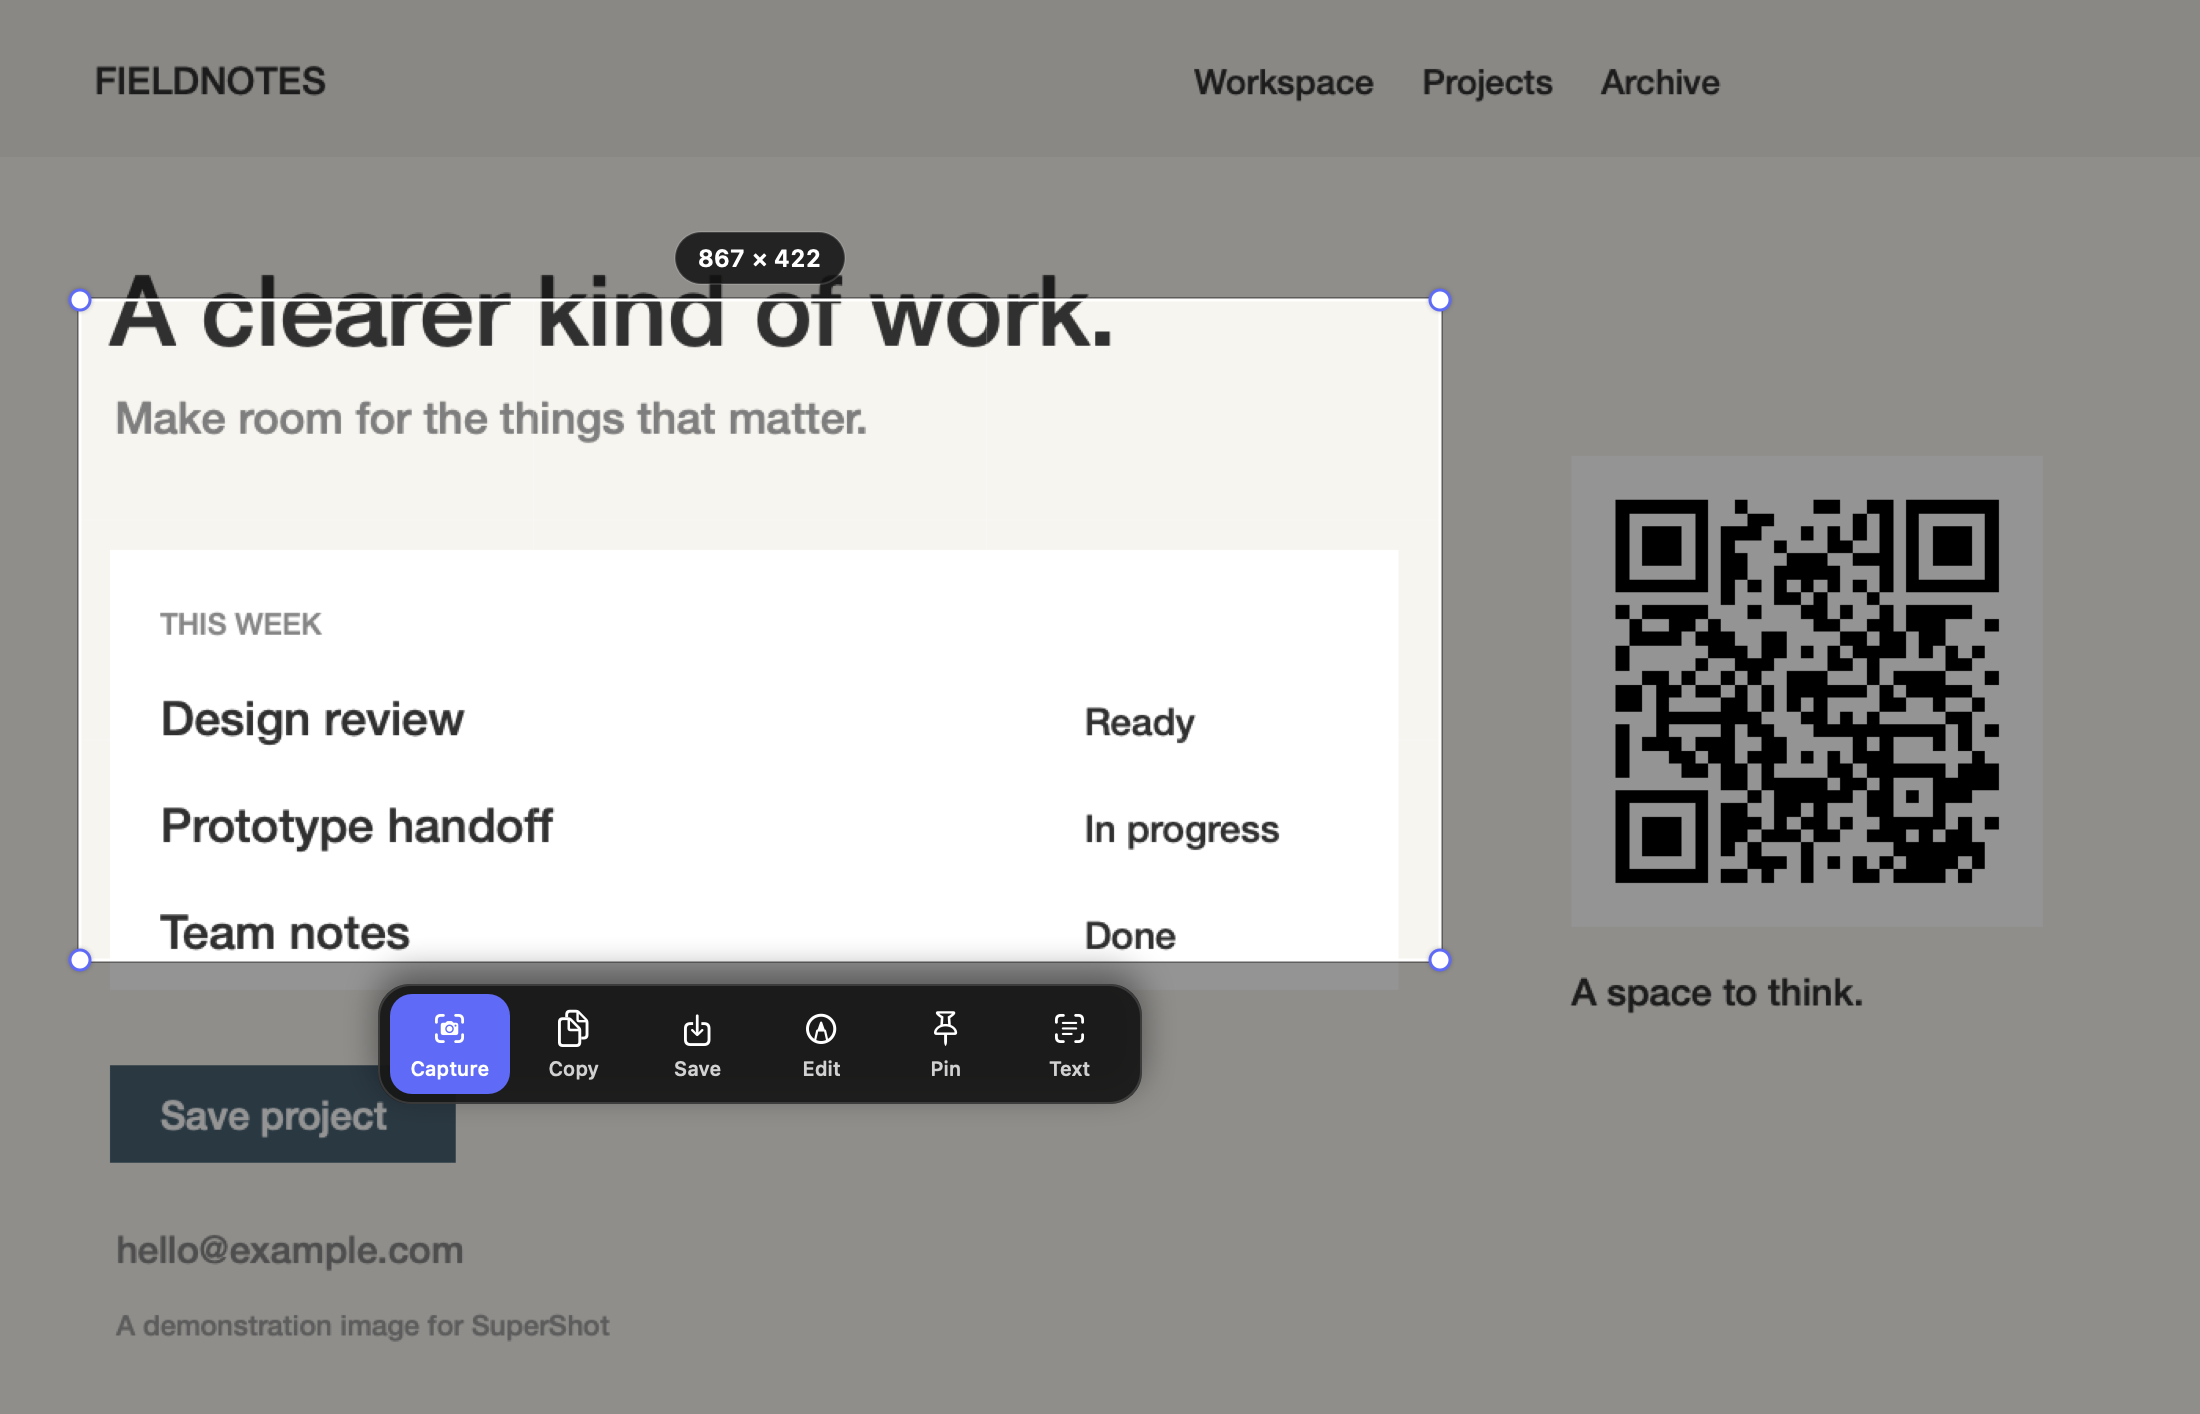 FIELDNOTES
Workspace Projects Archive
867 × 422
A clearer kind of work.
Make room for the things that matter.
THIS WEEK
Design review Ready
Prototype handoff In progress
Team notes Done
A space to think.
Capture Copy Save Edit Pin Text
Save project
hello@example.com
A demonstration image for SuperShot